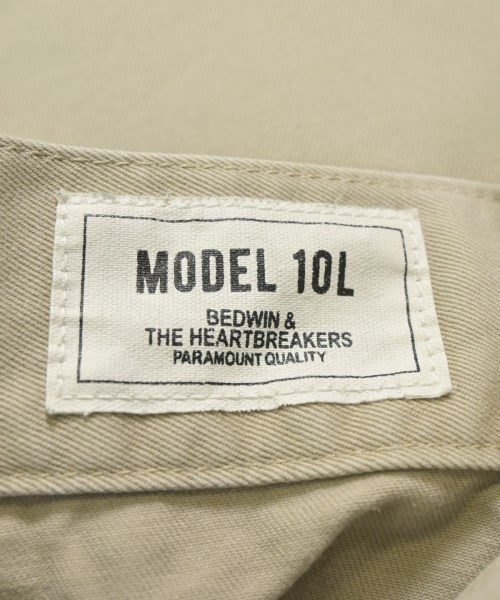 MODEL 10L
BEDWIN &
THE HEARTBREAKERS
PARAMOUNT QUALITY